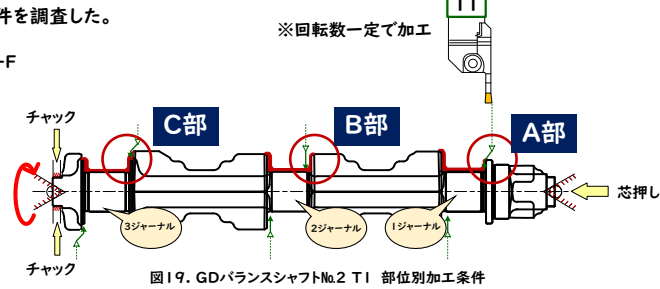 件を調査した。
T1
※回転数一定で加工
-F
チャック
C部
B部
A部
芯押し
3ジャーナル
2ジャーナル
1ジャーナル
チャック
図19. GDバランスシャフト№2 T1 部位別加工条件